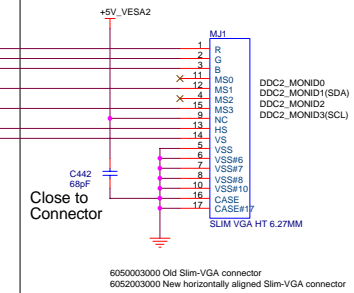 +5V_VESA2
MJ1
1 R
2 G
3 B
11 MS0 DDC2_MONID0
12 MS1 DDC2_MONID1(SDA)
4 MS2 DDC2_MONID2
15 MS3 DDC2_MONID3(SCL)
9 NC
13 HS
14 VS
5 VSS
6 VSS#6
7 VSS#7
8 VSS#8
10 VSS#10
16 CASE
17 CASE#17
C442
68pF
Close to
Connector
SLIM VGA HT 6.27MM
6050003000 Old Slim-VGA connector
6052003000 New horizontally aligned Slim-VGA connector